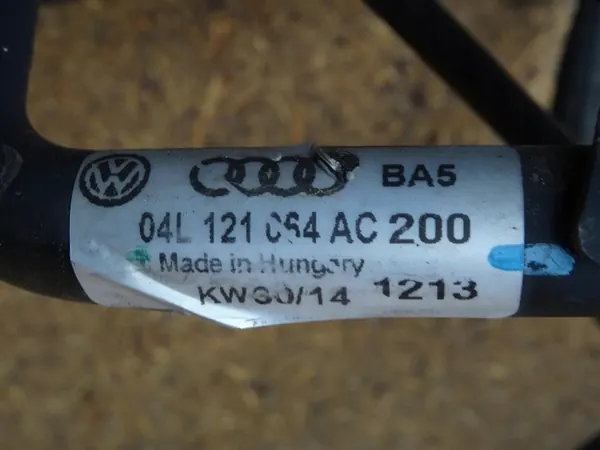 BA5
04L 121 064 AC 200
Made in Hungary
KW30/14 1213